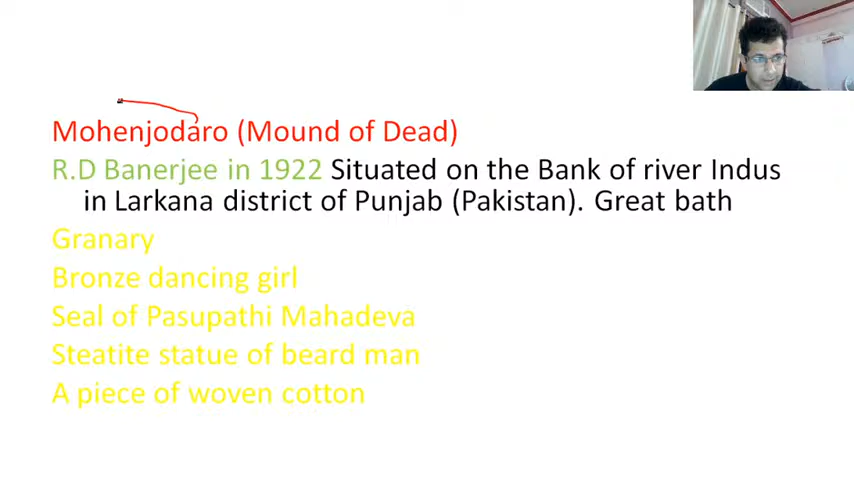 Mohenjodaro (Mound of Dead)
R.D Banerjee in 1922 Situated on the Bank of river Indus
in Larkana district of Punjab (Pakistan). Great bath
Granary
Bronze dancing girl
Seal of Pasupathi Mahadeva
Steatite statue of beard man
A piece of woven cotton